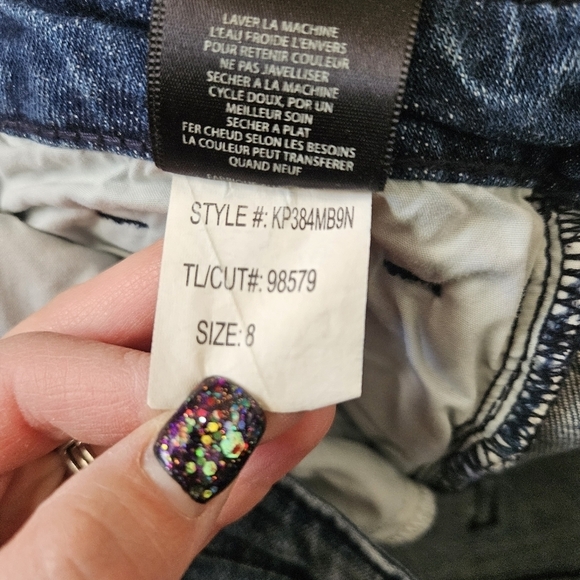 LAVER LA MACHINE
L'EAU FROIDE L'ENVERS
POUR RETENIR COULEUR
NE PAS JAVELLISER
SECHER A LA MACHINE
CYCLE DOUX, POR UN
MEILLEUR SOIN
SECHER A PLAT
FER CHEUD SELON LES BESOINS
LA COULEUR PEUT TRANSFERER
QUAND NEUF
STYLE #: KP384MB9N
TL/CUT#: 98579
SIZE: 8